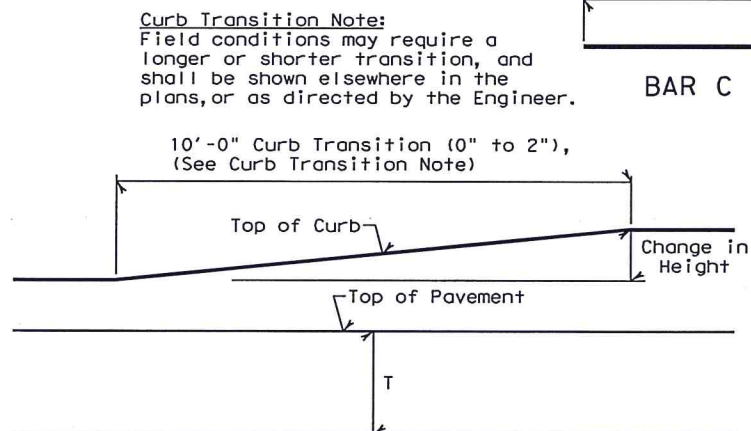 Curb Transition Note:
Field conditions may require a
longer or shorter transition, and
shall be shown elsewhere in the
plans, or as directed by the Engineer.
BAR C
10'-0" Curb Transition (0" to 2"),
(See Curb Transition Note)
Top of Curb
Change in
Height
Top of Pavement
T